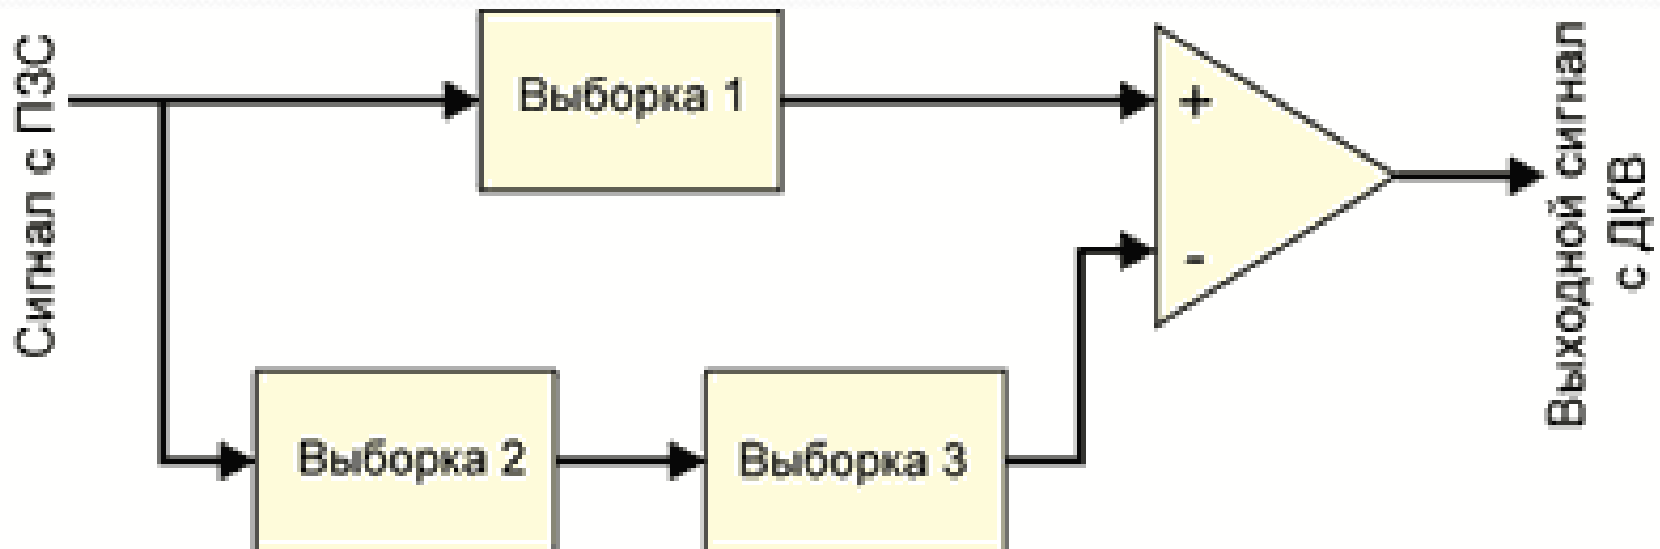 Сигнал с ПЗС
Выборка 1
+
-
Выборка 2
Выборка 3
Выходной сигнал
с ДКВ